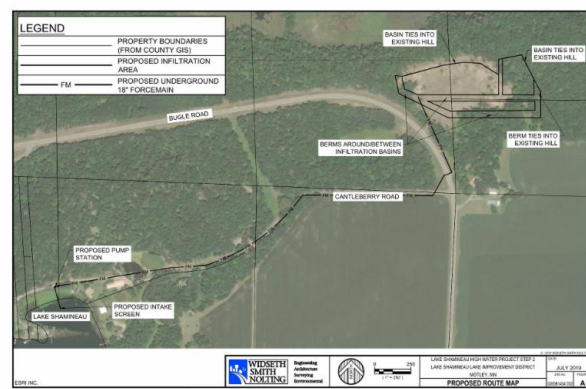 LEGEND
PROPERTY BOUNDARIES
(FROM COUNTY GIS)
PROPOSED INFILTRATION
AREA
FM
PROPOSED UNDERGROUND
18" FORCEMAIN
BASIN TIES INTO
EXISTING HILL
BASIN TIES INTO
EXISTING HILL
BUGLE ROAD
BERMS AROUND/BETWEEN
INFILTRATION BASINS
BERM TIES INTO
EXISTING HILL
CANTLEBERRY ROAD
PROPOSED PUMP
STATION
PROPOSED INTAKE
SCREEN
LAKE SHAMINEAU
ESRI INC.
WIDSETH
SMITH
NOLTING
Engineering
Architecture
Surveying
Environmental
0 250
LAKE SHAMINEAU HIGH WATER PROJECT STEP 2
LAKE SHAMINEAU LAKE IMPROVEMENT DISTRICT
MOTLEY, MN
PROPOSED ROUTE MAP
JULY 2019